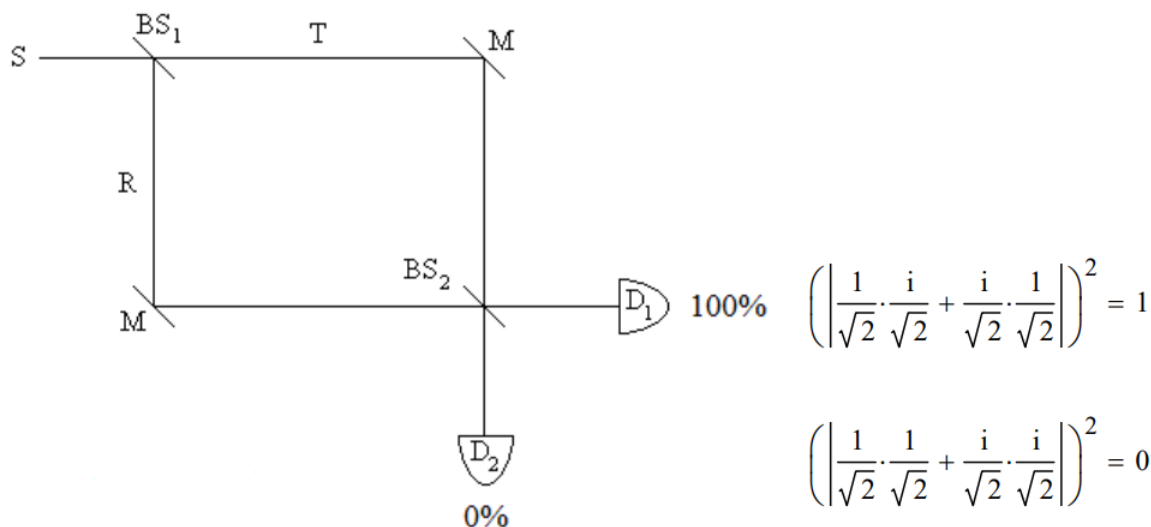 BS₁
T
M
S
R
BS₂
M
D₁
100%
(|1/√2 · i/√2 + i/√2 · 1/√2|)² = 1
D₂
(|1/√2 · 1/√2 + i/√2 · i/√2|)² = 0
0%